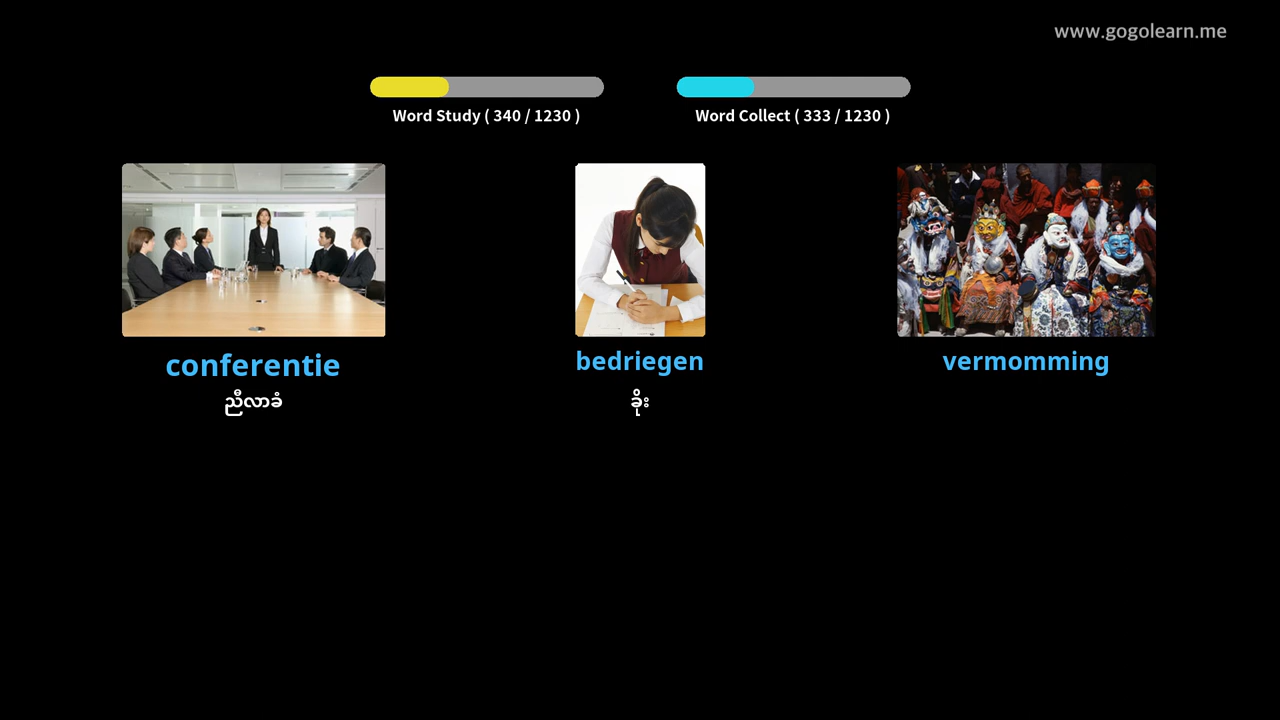 www.gogolearn.me
Word Study ( 340 / 1230 )
Word Collect ( 333 / 1230 )
conferentie
bedriegen
vermomming
ညီလာခံ
ခိုး